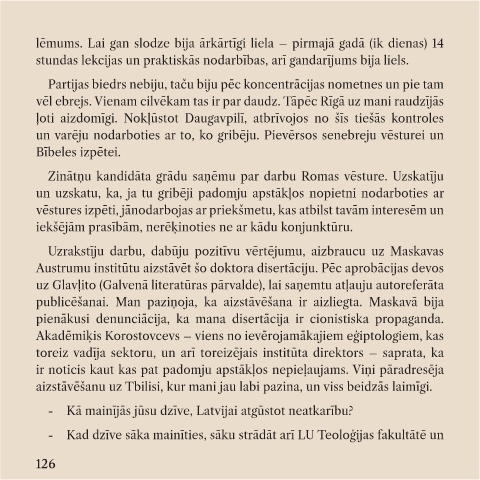 lēmums. Lai gan slodze bija ārkārtīgi liela – pirmajā gadā (ik dienas) 14
stundas lekcijas un praktiskās nodarbības, arī gandarījums bija liels.
Partijas biedrs nebiju, taču biju pēc koncentrācijas nometnes un pie tam
vēl ebrejs. Vienam cilvēkam tas ir par daudz. Tāpēc Rīgā uz mani raudzījās
ļoti aizdomīgi. Nokļūstot Daugavpilī, atbrīvojos no šīs tiešās kontroles
un varēju nodarboties ar to, ko gribēju. Pievērsos senebreju vēsturei un
Bībeles izpētei.
Zinātņu kandidāta grādu saņēmu par darbu Romas vēsture. Uzskatīju
un uzskatu, ka, ja tu gribēji padomju apstākļos nopietni nodarboties ar
vēstures izpēti, jānodarbojas ar priekšmetu, kas atbilst tavām interesēm un
iekšējām prasībām, nerēķinoties ne ar kādu konjunktūru.
Uzrakstīju darbu, dabūju pozitīvu vērtējumu, aizbraucu uz Maskavas
Austrumu institūtu aizstāvēt šo doktora disertāciju. Pēc aprobācijas devos
uz Glavļito (Galvenā literatūras pārvalde), lai saņemtu atļauju autoreferāta
publicēšanai. Man paziņoja, ka aizstāvēšana ir aizliegta. Maskavā bija
pienākusi denunciācija, ka mana disertācija ir cionistiska propaganda.
Akadēmiķis Korostovcevs – viens no ievērojamākajiem eģiptologiem, kas
toreiz vadīja sektoru, un arī toreizējais institūta direktors – saprata, ka
ir noticis kaut kas pat padomju apstākļos nepieļaujams. Viņi pāradresēja
aizstāvēšanu uz Tbilisi, kur mani jau labi pazina, un viss beidzās laimīgi.
- Kā mainījās jūsu dzīve, Latvijai atgūstot neatkarību?
- Kad dzīve sāka mainīties, sāku strādāt arī LU Teoloģijas fakultātē un
126